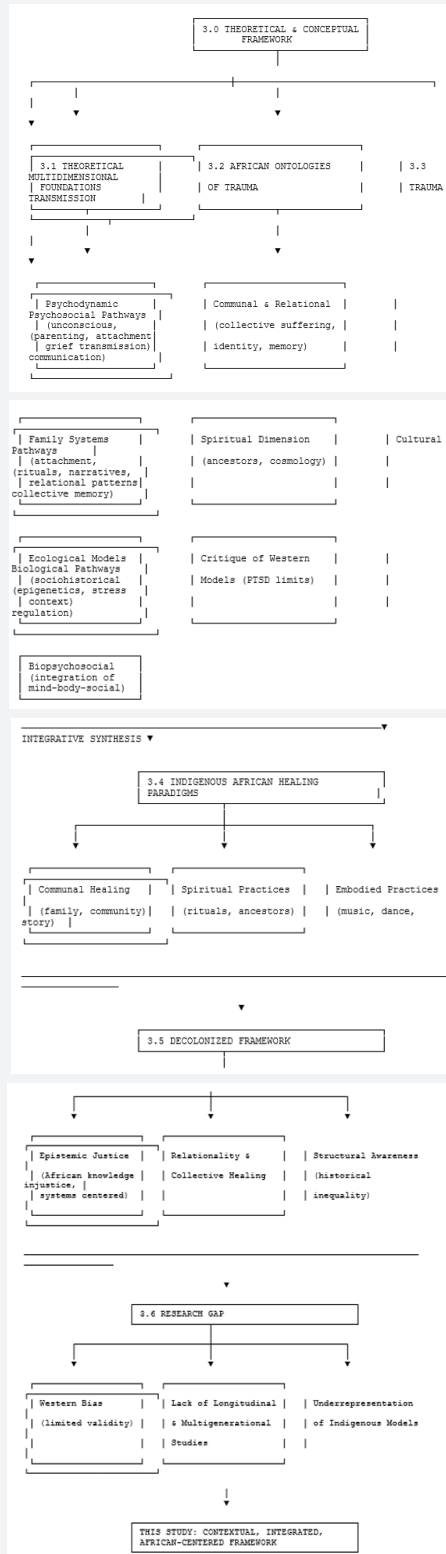 3.0 THEORETICAL & CONCEPTUAL
FRAMEWORK
3.1 THEORETICAL 3.2 AFRICAN ONTOLOGIES 3.3
MULTIDIMENSIONAL
FOUNDATIONS OF TRAUMA TRAUMA
TRANSMISSION
Psychodynamic Communal & Relational
Psychosocial Pathways
(unconscious, (collective suffering,
(parenting, attachment
grief transmission) identity, memory)
communication)
Family Systems Spiritual Dimension Cultural
Pathways
(attachment, (ancestors, cosmology)
(rituals, narratives,
relational patterns
collective memory)
Ecological Models Critique of Western
Biological Pathways
(sociohistorical Models (PTSD limits)
(epigenetics, stress
context)
regulation)
Biopsychosocial
(integration of
mind-body-social)
INTEGRATIVE SYNTHESIS
3.4 INDIGENOUS AFRICAN HEALING
PARADIGMS
Communal Healing Spiritual Practices Embodied Practices
(family, community) (rituals, ancestors) (music, dance,
story)
3.5 DECOLONIZED FRAMEWORK
Epistemic Justice Relationality & Structural Awareness
(African knowledge Collective Healing (historical
injustice,
systems centered) inequality)
3.6 RESEARCH GAP
Western Bias Lack of Longitudinal Underrepresentation
(limited validity) & Multigenerational of Indigenous Models
Studies
THIS STUDY: CONTEXTUAL, INTEGRATED,
AFRICAN-CENTERED FRAMEWORK